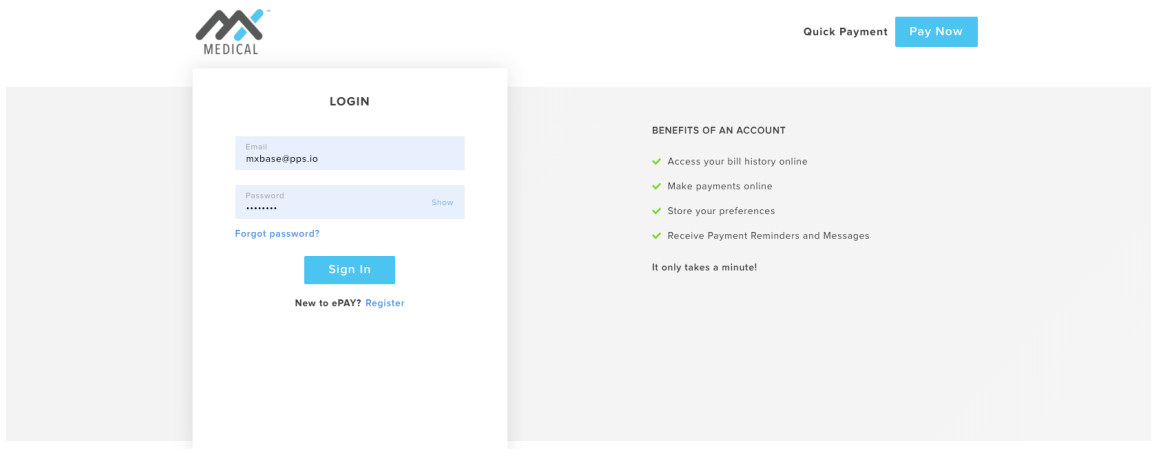 MEDICAL
Quick Payment
Pay Now
LOGIN
Email
mxbase@pps.io
Password
••••••••
Show
Forgot password?
Sign In
New to ePAY? Register
BENEFITS OF AN ACCOUNT
Access your bill history online
Make payments online
Store your preferences
Receive Payment Reminders and Messages
It only takes a minute!